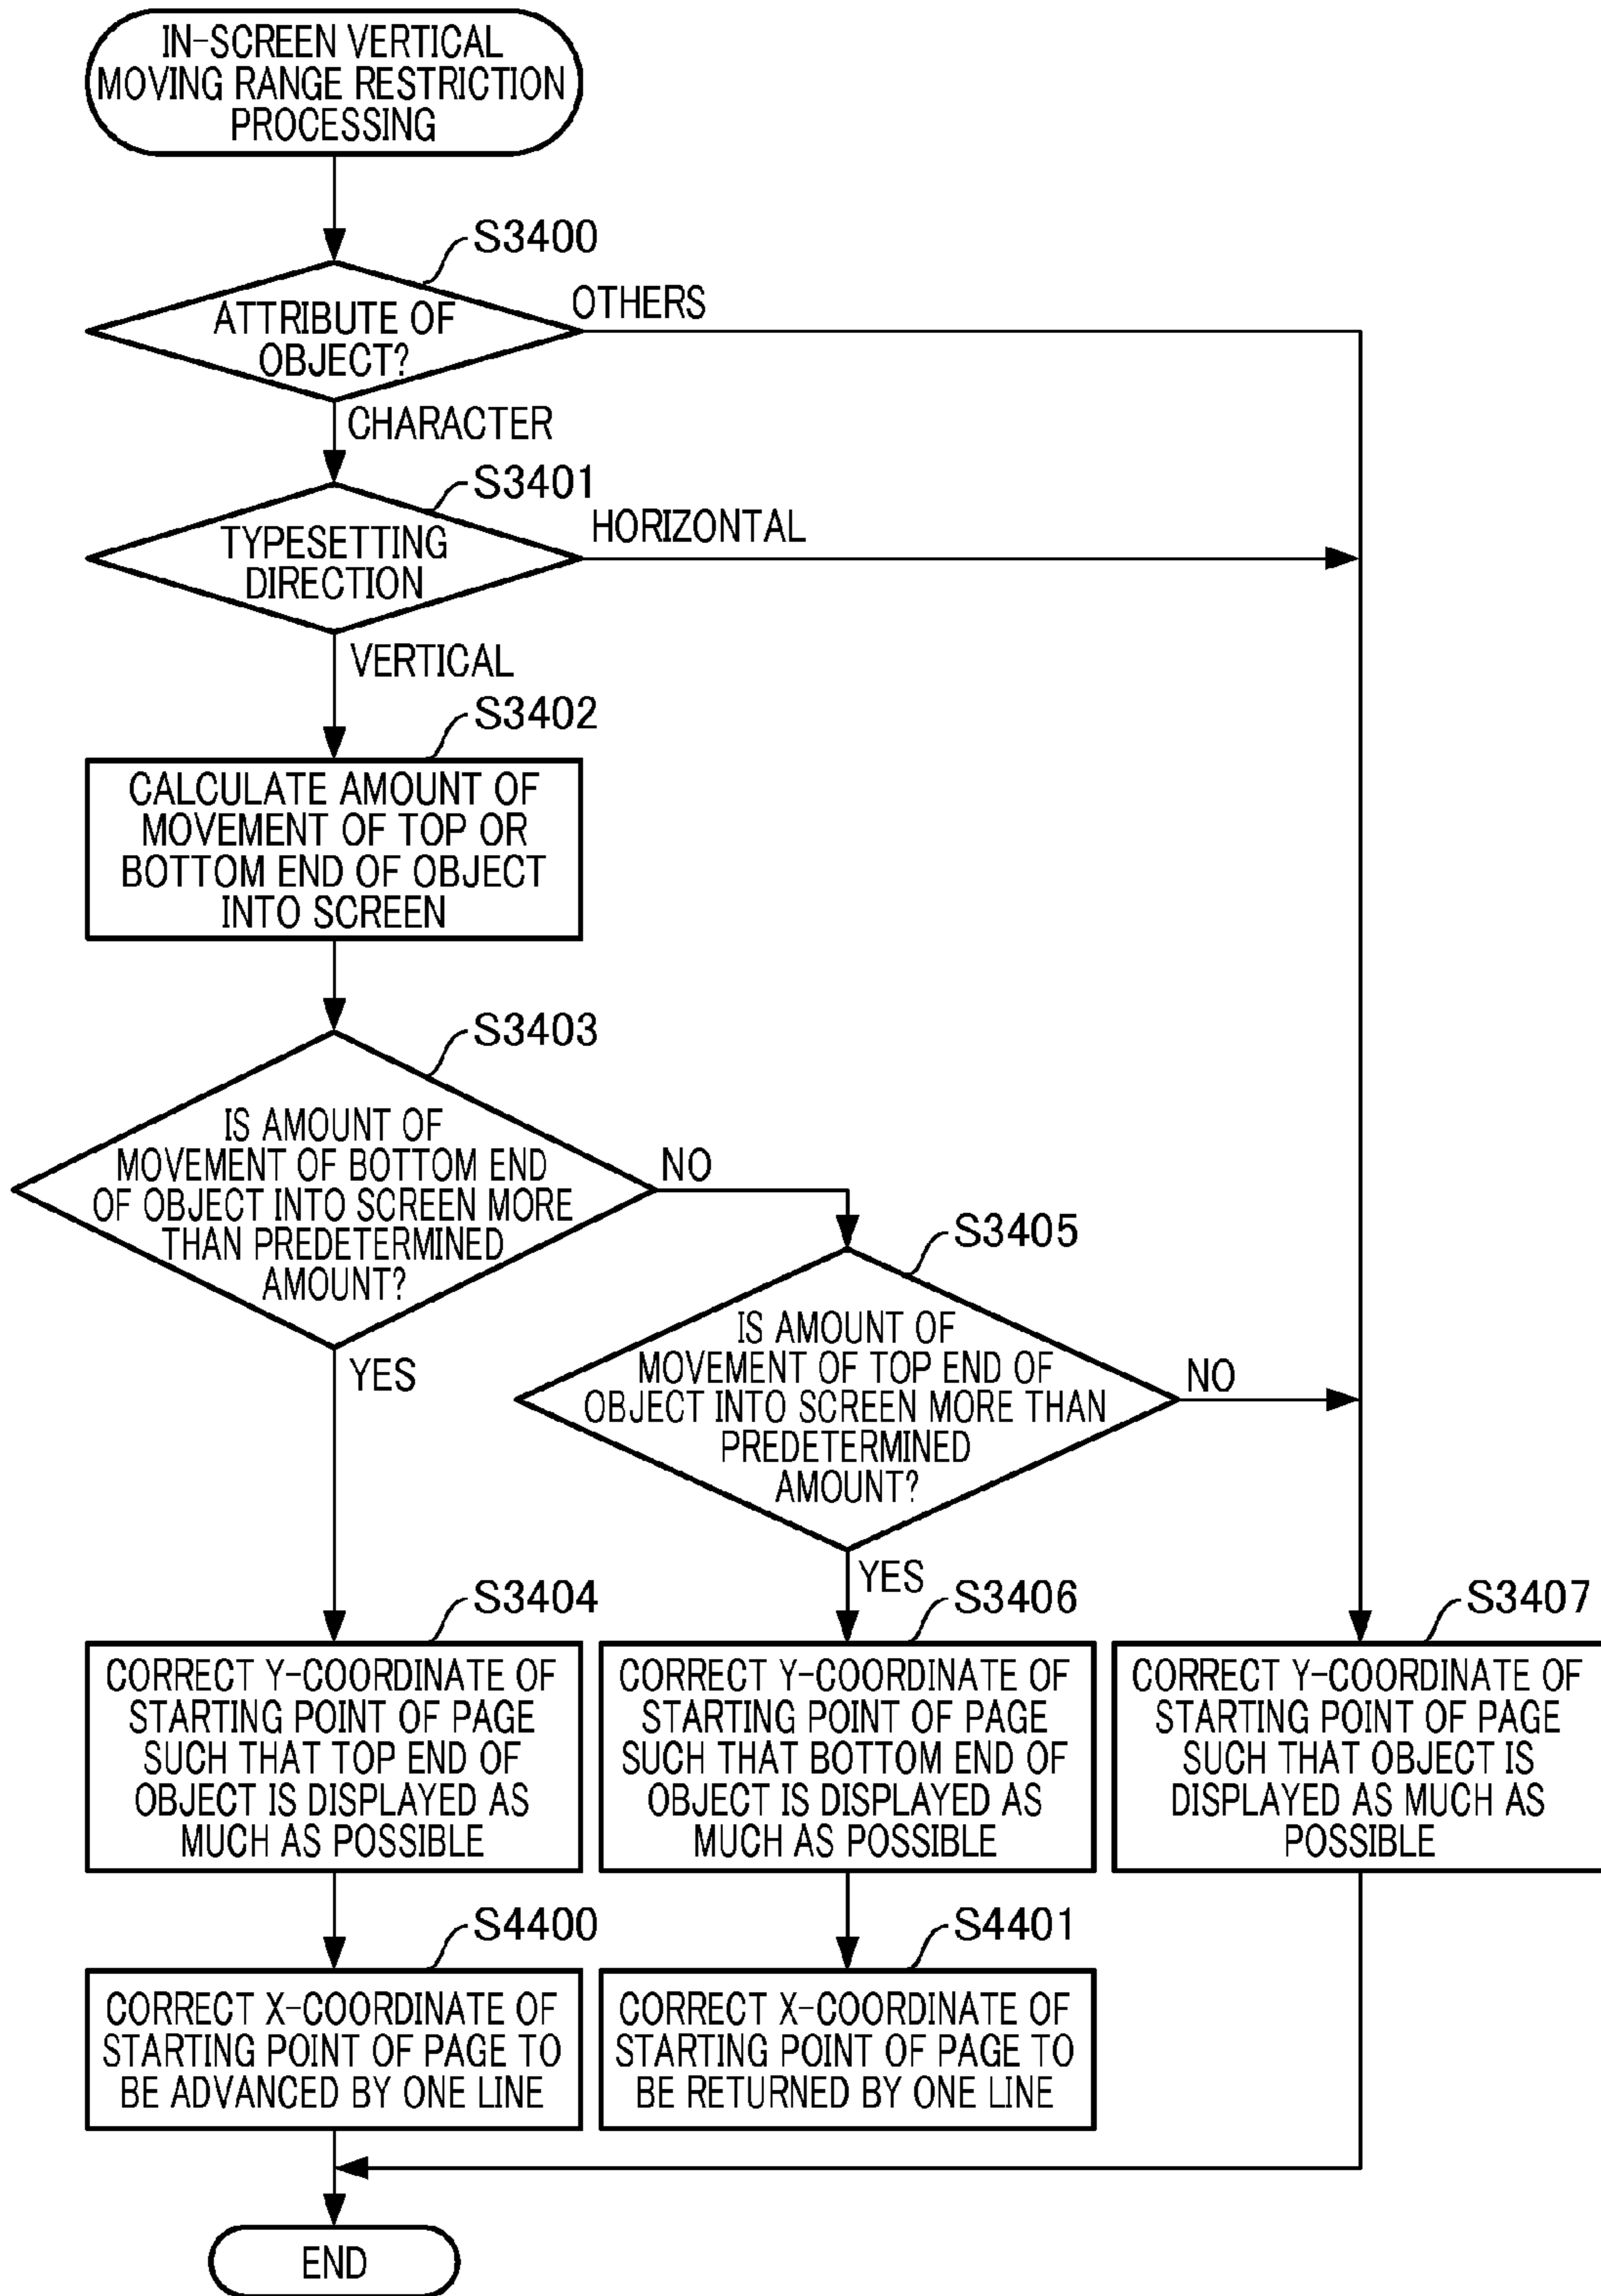 IN-SCREEN VERTICAL
MOVING RANGE RESTRICTION
PROCESSING
S3400
ATTRIBUTE OF
OBJECT?
OTHERS
CHARACTER
S3401
TYPESETTING
DIRECTION
HORIZONTAL
VERTICAL
S3402
CALCULATE AMOUNT OF
MOVEMENT OF TOP OR
BOTTOM END OF OBJECT
INTO SCREEN
S3403
IS AMOUNT OF
MOVEMENT OF BOTTOM END
OF OBJECT INTO SCREEN MORE
THAN PREDETERMINED
AMOUNT?
NO
YES
S3405
IS AMOUNT OF
MOVEMENT OF TOP END OF
OBJECT INTO SCREEN MORE THAN
PREDETERMINED
AMOUNT?
NO
YES
S3404
CORRECT Y-COORDINATE OF
STARTING POINT OF PAGE
SUCH THAT TOP END OF
OBJECT IS DISPLAYED AS
MUCH AS POSSIBLE
S3406
CORRECT Y-COORDINATE OF
STARTING POINT OF PAGE
SUCH THAT BOTTOM END OF
OBJECT IS DISPLAYED AS
MUCH AS POSSIBLE
S3407
CORRECT Y-COORDINATE OF
STARTING POINT OF PAGE
SUCH THAT OBJECT IS
DISPLAYED AS MUCH AS
POSSIBLE
S4400
CORRECT X-COORDINATE OF
STARTING POINT OF PAGE TO
BE ADVANCED BY ONE LINE
S4401
CORRECT X-COORDINATE OF
STARTING POINT OF PAGE TO
BE RETURNED BY ONE LINE
END